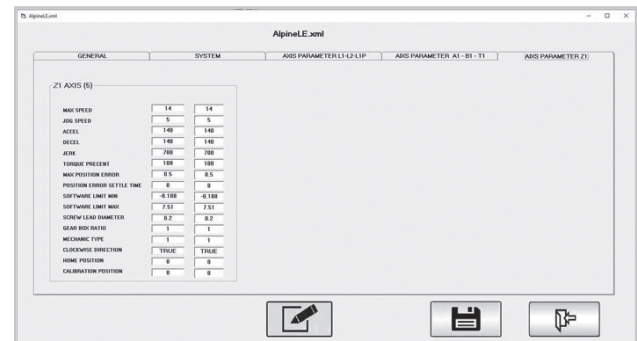 AlpineLE.xml
AlpineLE.xml
GENERAL SYSTEM AXIS PARAMETER L1-L2-L1P AXIS PARAMETER A1 - B1 - T1 AXIS PARAMETER Z1
Z1 AXIS (6)
MAX SPEED 14 14
JOG SPEED 5 5
ACCEL 140 140
DECEL 140 140
JERK 700 700
TORQUE PRECENT 100 100
MAX POSITION ERROR 0.5 0.5
POSITION ERROR SETTLE TIME 0 0
SOFTWARE LIMIT MIN -0.100 -0.100
SOFTWARE LIMIT MAX 7.51 7.51
SCREW LEAD DIAMETER 0.2 0.2
GEAR BOX RATIO 1 1
MECHANIC TYPE 1 1
CLOCKWISE DIRECTION TRUE TRUE
HOME POSITION 0 0
CALIBRATION POSITION 0 0